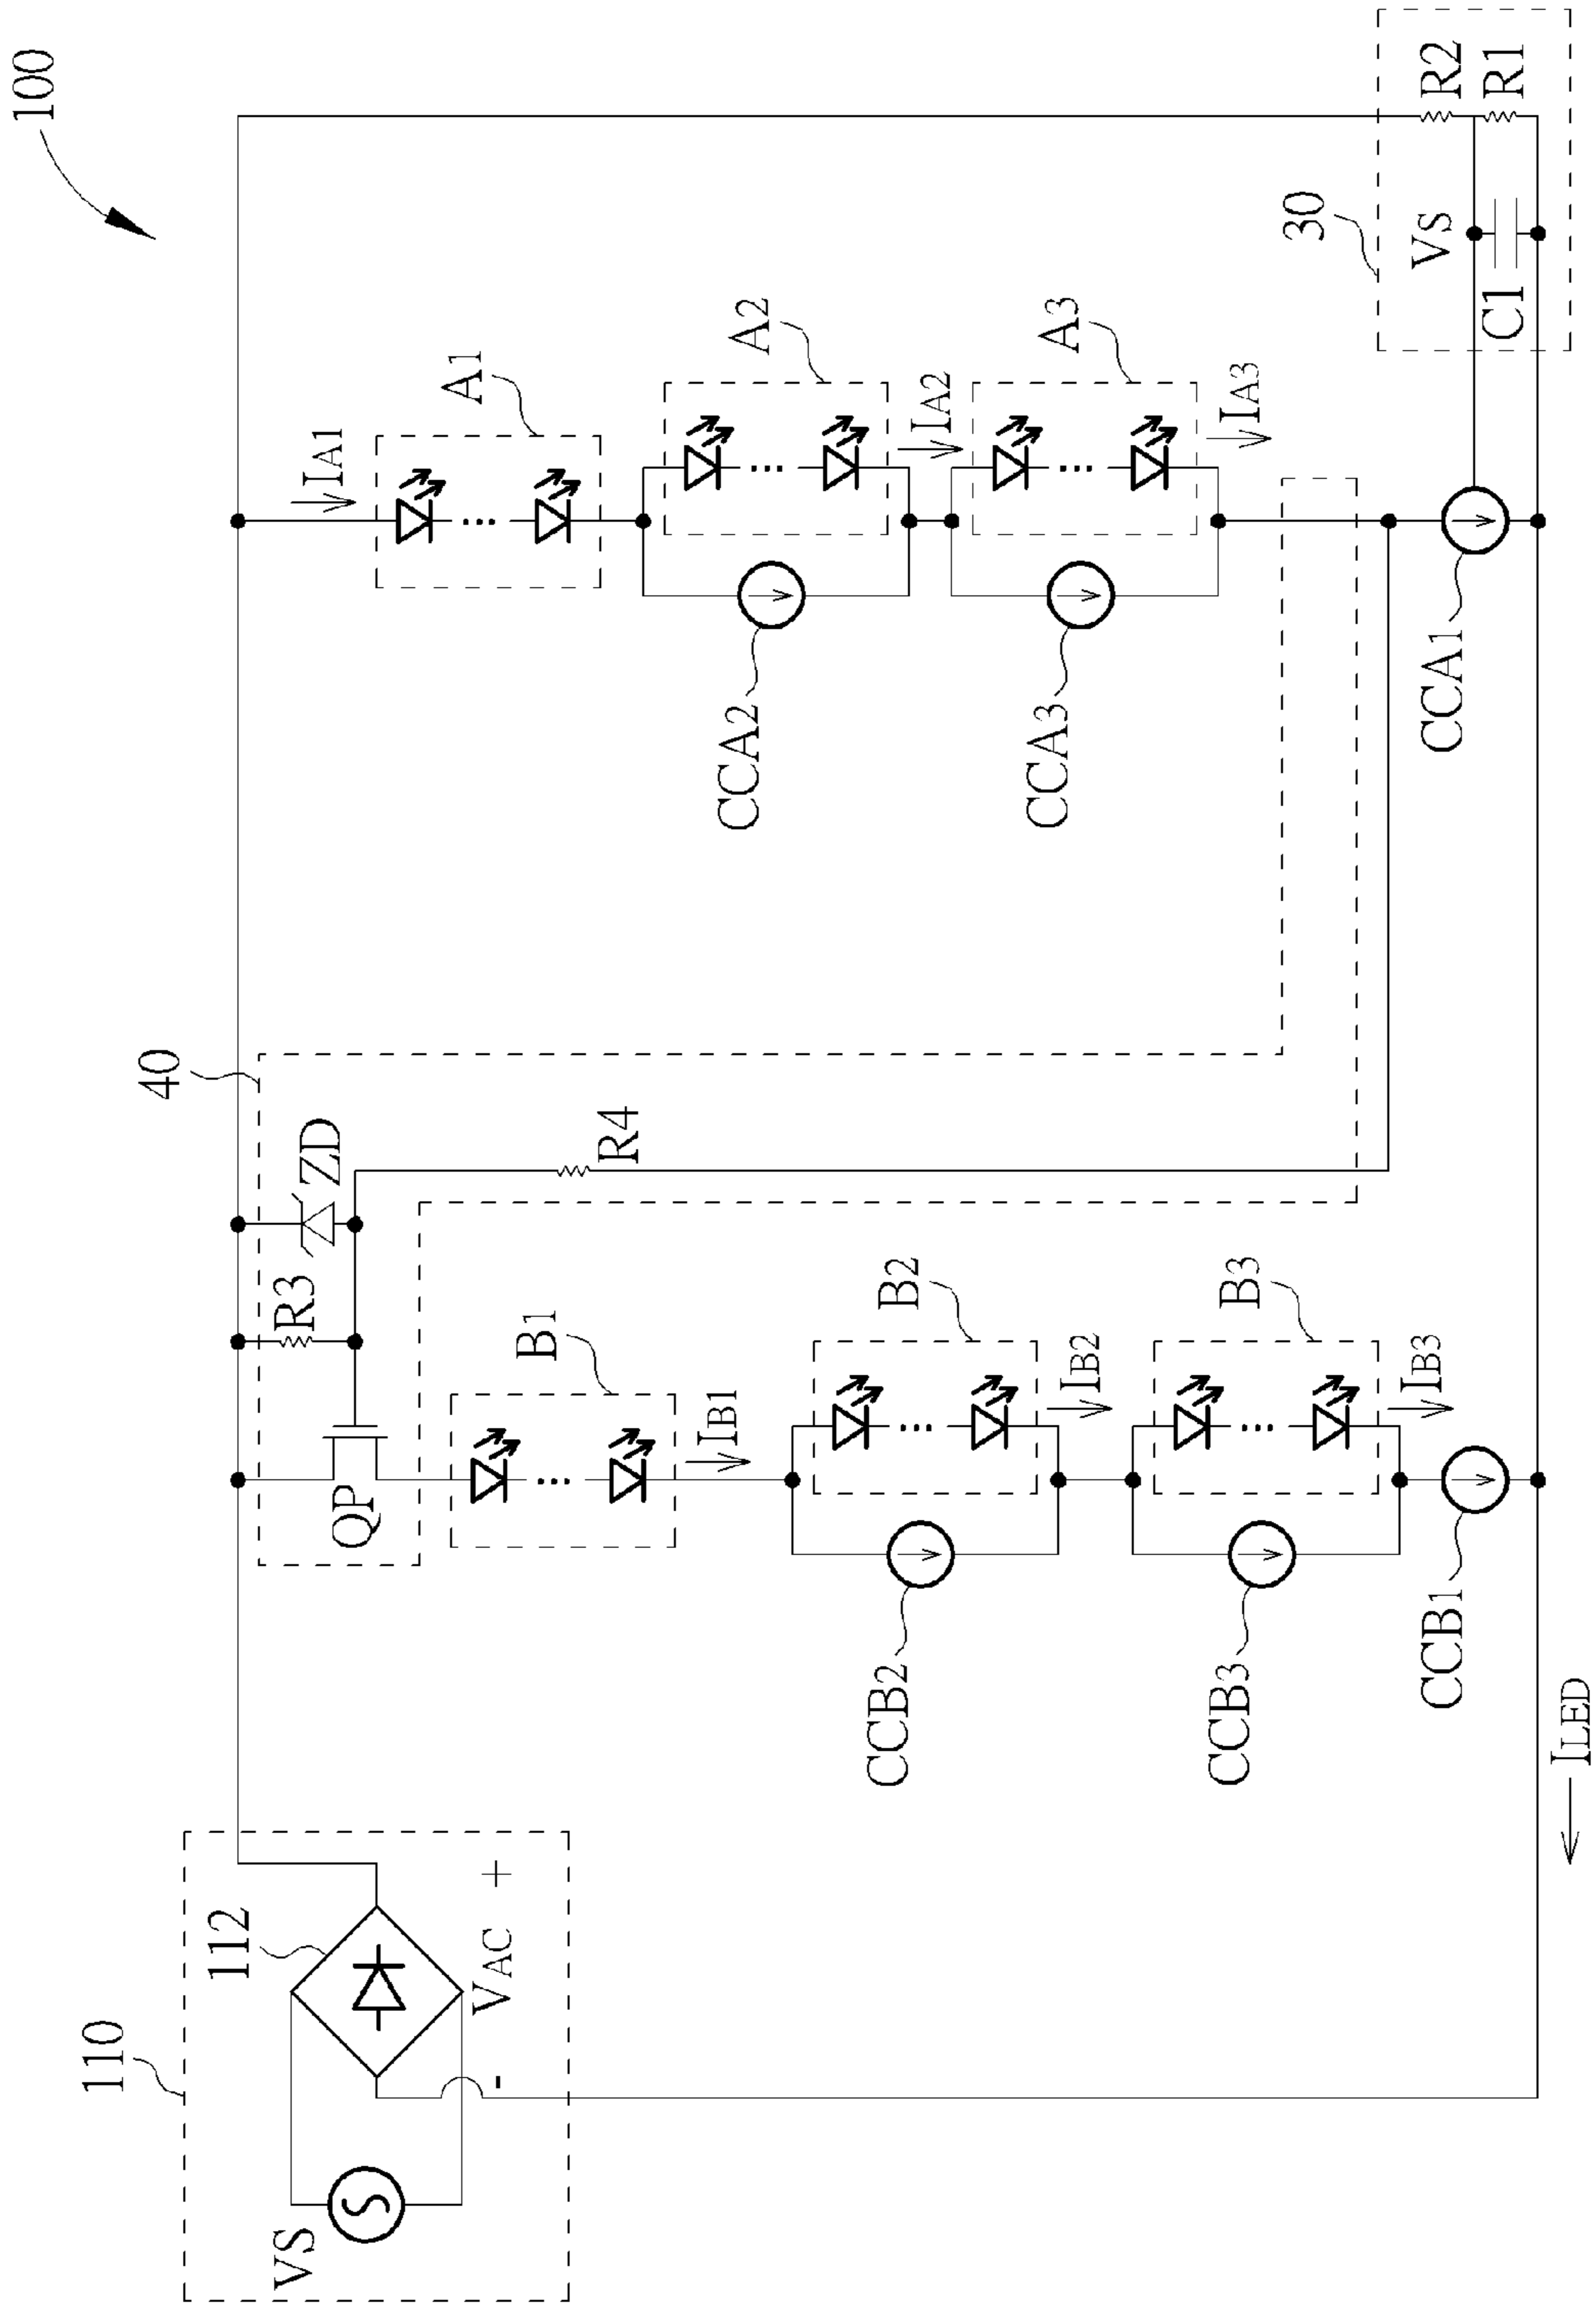 100
110
112
VS
VAC
+
-
40
QP
R3
ZD
R4
B1
IB1
B2
IB2
CCB2
B3
IB3
CCB3
CCB1
ILED
IA1
A1
A2
IA2
CCA2
A3
IA3
CCA3
CCA1
30
VS
C1
R2
R1